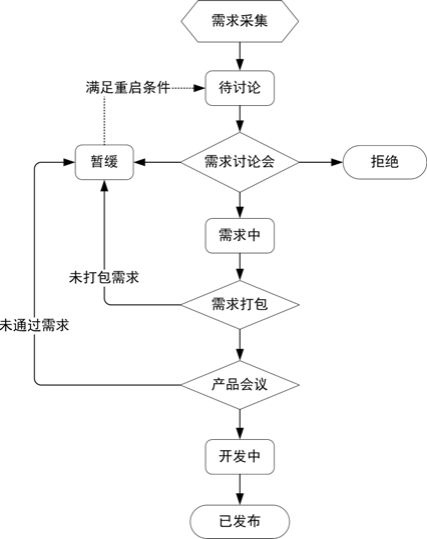 需求采集
满足重启条件
待讨论
暂缓
需求讨论会
拒绝
需求中
未打包需求
需求打包
未通过需求
产品会议
开发中
已发布